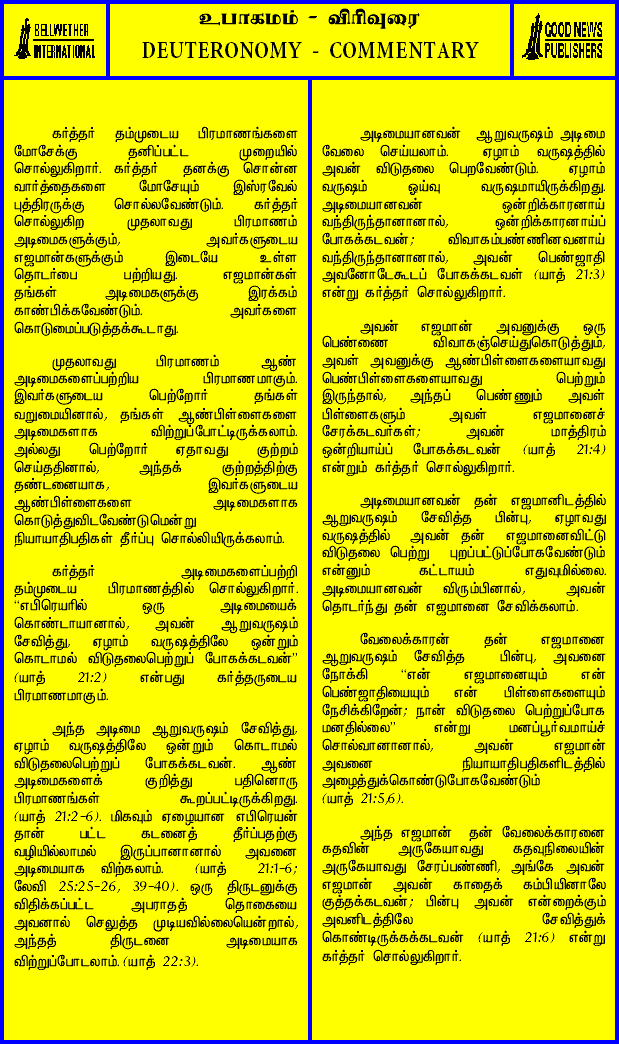 BELLWETHER
INTERNATIONAL
உபாகமம் - விரிவுரை
DEUTERONOMY - COMMENTARY
GOOD NEWS
PUBLISHERS
கர்த்தர் தம்முடைய பிரமாணங்களை
மோசேக்கு தனிப்பட்ட முறையில்
சொல்லுகிறார். கர்த்தர் தனக்கு சொன்ன
வார்த்தைகளை மோசேயும் இஸ்ரவேல்
புத்திரருக்கு சொல்லவேண்டும். கர்த்தர்
சொல்லுகிற முதலாவது பிரமாணம்
அடிமைகளுக்கும், அவர்களுடைய
எஜமான்களுக்கும் இடையே உள்ள
தொடர்பை பற்றியது. எஜமான்கள்
தங்கள் அடிமைகளுக்கு இரக்கம்
காண்பிக்கவேண்டும். அவர்களை
கொடுமைப்படுத்தக்கூடாது.
முதலாவது பிரமாணம் ஆண்
அடிமைகளைப்பற்றிய பிரமாணமாகும்.
இவர்களுடைய பெற்றோர் தங்கள்
வறுமையினால், தங்கள் ஆண்பிள்ளைகளை
அடிமைகளாக விற்றுப்போட்டிருக்கலாம்.
அல்லது பெற்றோர் ஏதாவது குற்றம்
செய்ததினால், அந்தக் குற்றத்திற்கு
தண்டனையாக, இவர்களுடைய
ஆண்பிள்ளைகளை அடிமைகளாக
கொடுத்துவிடவேண்டுமென்று
நியாயாதிபதிகள் தீர்ப்பு சொல்லியிருக்கலாம்.
கர்த்தர் அடிமைகளைப்பற்றி
தம்முடைய பிரமாணத்தில் சொல்லுகிறார்.
“எபிரெயரில் ஒரு அடிமையைக்
கொண்டாயானால், அவன் ஆறுவருஷம்
சேவித்து, ஏழாம் வருஷத்திலே ஒன்றும்
கொடாமல் விடுதலைபெற்றுப் போகக்கடவன்”
(யாத் 21:2) என்பது கர்த்தருடைய
பிரமாணமாகும்.
அந்த அடிமை ஆறுவருஷம் சேவித்து,
ஏழாம் வருஷத்திலே ஒன்றும் கொடாமல்
விடுதலைபெற்றுப் போகக்கடவன். ஆண்
அடிமைகளைக் குறித்து பதினொரு
பிரமாணங்கள் கூறப்பட்டிருக்கிறது.
(யாத் 21:2-6). மிகவும் ஏழையான எபிரெயன்
தான் பட்ட கடனைத் தீர்ப்பதற்கு
வழியில்லாமல் இருப்பானானால் அவனை
அடிமையாக விற்கலாம். (யாத் 21:1-6;
லேவி 25:25-26, 39-40). ஒரு திருடனுக்கு
விதிக்கப்பட்ட அபராதத் தொகையை
அவனால் செலுத்த முடியவில்லையென்றால்,
அந்தத் திருடனை அடிமையாக
விற்றுப்போடலாம். (யாத் 22:3).
அடிமையானவன் ஆறுவருஷம் அடிமை
வேலை செய்யலாம். ஏழாம் வருஷத்தில்
அவன் விடுதலை பெறவேண்டும். ஏழாம்
வருஷம் ஓய்வு வருஷமாயிருக்கிறது.
அடிமையானவன் ஒன்றிக்காரனாய்
வந்திருந்தானானால், ஒன்றிக்காரனாய்ப்
போகக்கடவன்; விவாகம்பண்ணினவனாய்
வந்திருந்தானானால், அவன் பெண்ஜாதி
அவனோடேகூடப் போகக்கடவள் (யாத் 21:3)
என்று கர்த்தர் சொல்லுகிறார்.
அவன் எஜமான் அவனுக்கு ஒரு
பெண்ணை விவாகஞ்செய்துகொடுத்தும்,
அவள் அவனுக்கு ஆண்பிள்ளைகளையாவது
பெண்பிள்ளைகளையாவது பெற்றும்
இருந்தால், அந்தப் பெண்ணும் அவள்
பிள்ளைகளும் அவள் எஜமானைச்
சேரக்கடவர்கள்; அவன் மாத்திரம்
ஒன்றியாய்ப் போகக்கடவன் (யாத் 21:4)
என்றும் கர்த்தர் சொல்லுகிறார்.
அடிமையானவன் தன் எஜமானிடத்தில்
ஆறுவருஷம் சேவித்த பின்பு, ஏழாவது
வருஷத்தில் அவன் தன் எஜமானைவிட்டு
விடுதலை பெற்று புறப்பட்டுப்போகவேண்டும்
என்னும் கட்டாயம் எதுவுமில்லை.
அடிமையானவன் விரும்பினால், அவன்
தொடர்ந்து தன் எஜமானை சேவிக்கலாம்.
வேலைக்காரன் தன் எஜமானை
ஆறுவருஷம் சேவித்த பின்பு, அவனை
நோக்கி “என் எஜமானையும் என்
பெண்ஜாதியையும் என் பிள்ளைகளையும்
நேசிக்கிறேன்; நான் விடுதலை பெற்றுப்போக
மனதில்லை” என்று மனப்பூர்வமாய்ச்
சொல்வானானால், அவன் எஜமான்
அவனை நியாயாதிபதிகளிடத்தில்
அழைத்துக்கொண்டுபோகவேண்டும்
(யாத் 21:5,6).
அந்த எஜமான் தன் வேலைக்காரனை
கதவின் அருகேயாவது கதவுநிலையின்
அருகேயாவது சேரப்பண்ணி, அங்கே அவன்
எஜமான் அவன் காதைக் கம்பியினாலே
குத்தக்கடவன்; பின்பு அவன் என்றைக்கும்
அவனிடத்திலே சேவித்துக்
கொண்டிருக்கக்கடவன் (யாத் 21:6) என்று
கர்த்தர் சொல்லுகிறார்.